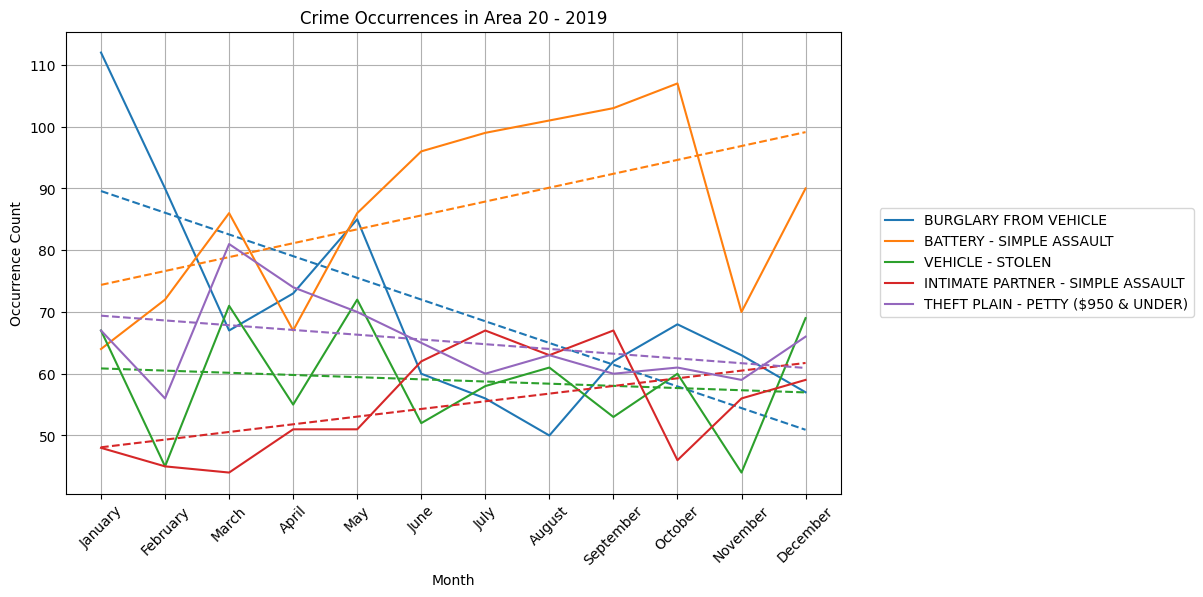 Crime Occurrences in Area 20 - 2019
Occurrence Count
110
100
90
80
70
60
50
January
February
March
April
May
June
July
August
September
October
November
December
Month
BURGLARY FROM VEHICLE
BATTERY - SIMPLE ASSAULT
VEHICLE - STOLEN
INTIMATE PARTNER - SIMPLE ASSAULT
THEFT PLAIN - PETTY ($950 & UNDER)